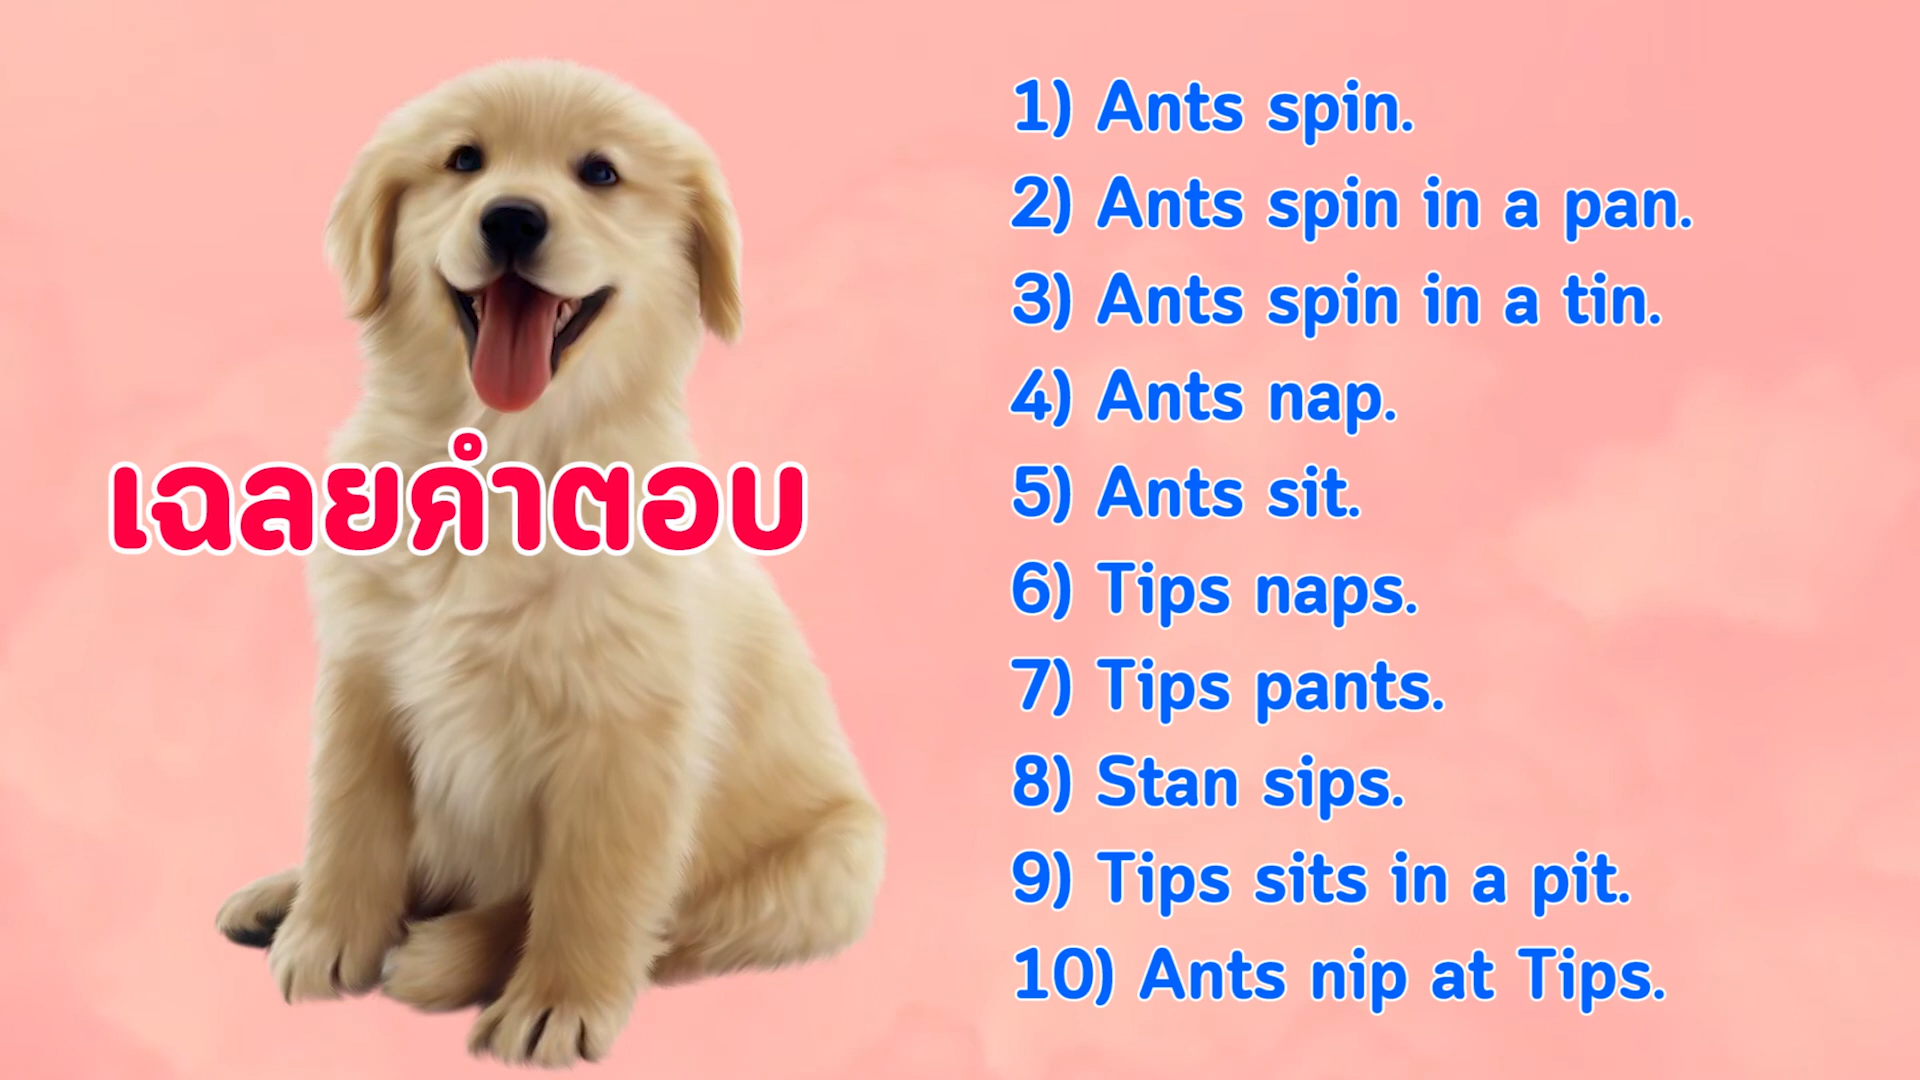 เฉลยคำตอบ
1) Ants spin.
2) Ants spin in a pan.
3) Ants spin in a tin.
4) Ants nap.
5) Ants sit.
6) Tips naps.
7) Tips pants.
8) Stan sips.
9) Tips sits in a pit.
10) Ants nip at Tips.